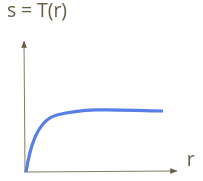 s = T(r)
r